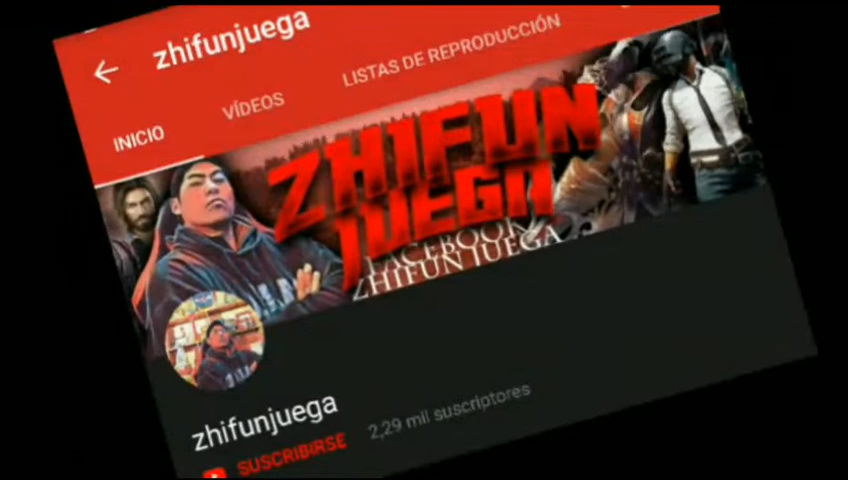 zhifunjuega
INICIO
VÍDEOS
LISTAS DE REPRODUCCIÓN
ZHIFUN
JUEGA
FACEBOOK
ZHIFUN JUEGA
zhifunjuega
SUSCRIBIRSE
2,29 mil suscriptores